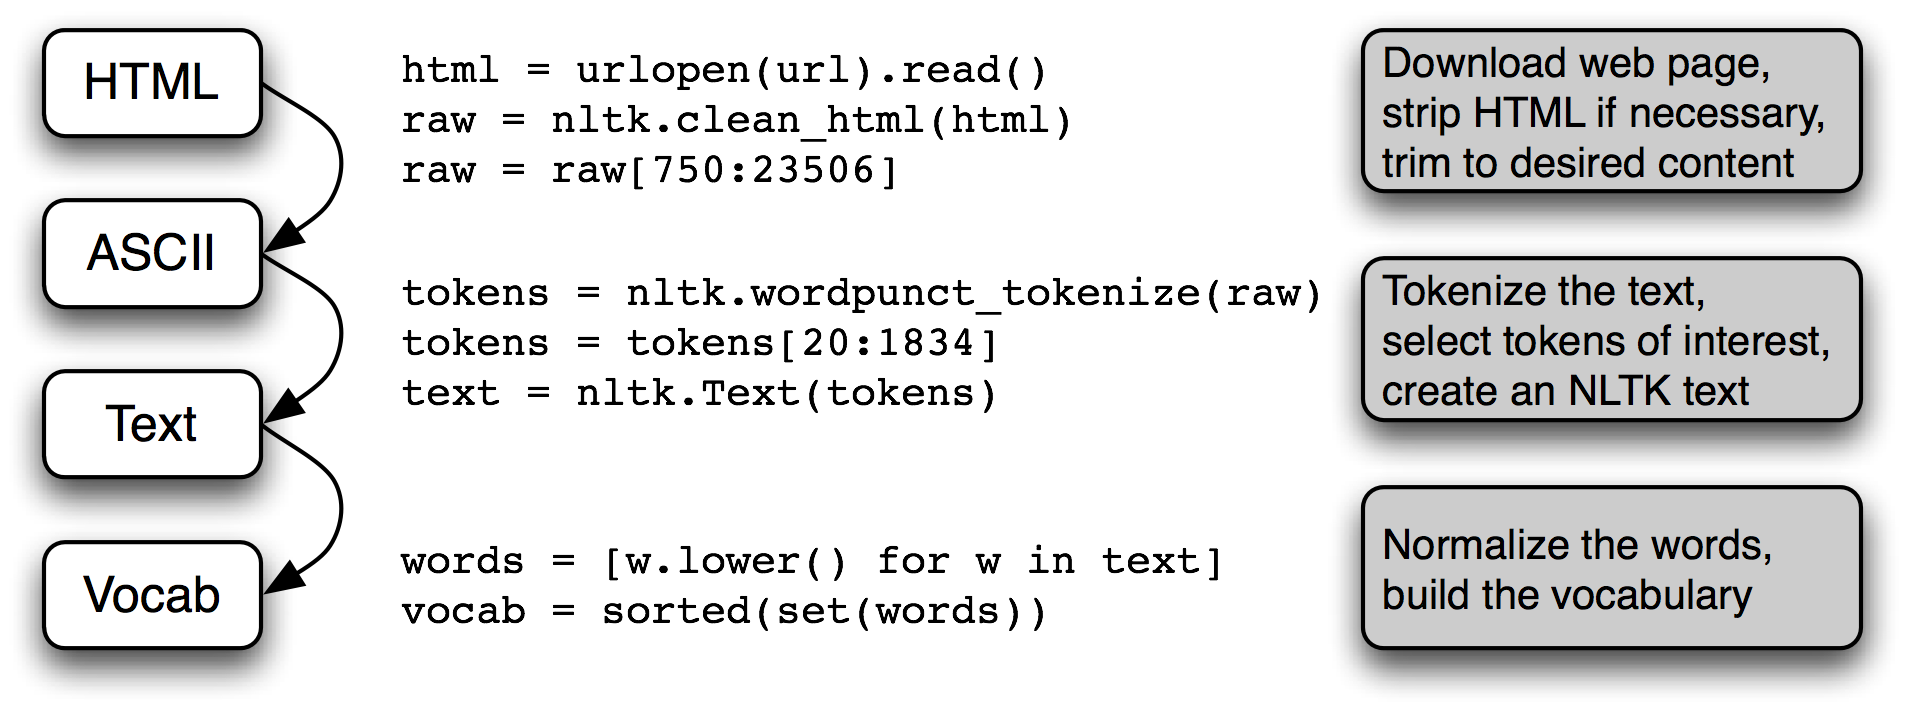 HTML
html = urlopen(url).read()
raw = nltk.clean_html(html)
raw = raw[750:23506]
Download web page,
strip HTML if necessary,
trim to desired content
ASCII
tokens = nltk.wordpunct_tokenize(raw)
tokens = tokens[20:1834]
text = nltk.Text(tokens)
Tokenize the text,
select tokens of interest,
create an NLTK text
Text
words = [w.lower() for w in text]
vocab = sorted(set(words))
Normalize the words,
build the vocabulary
Vocab